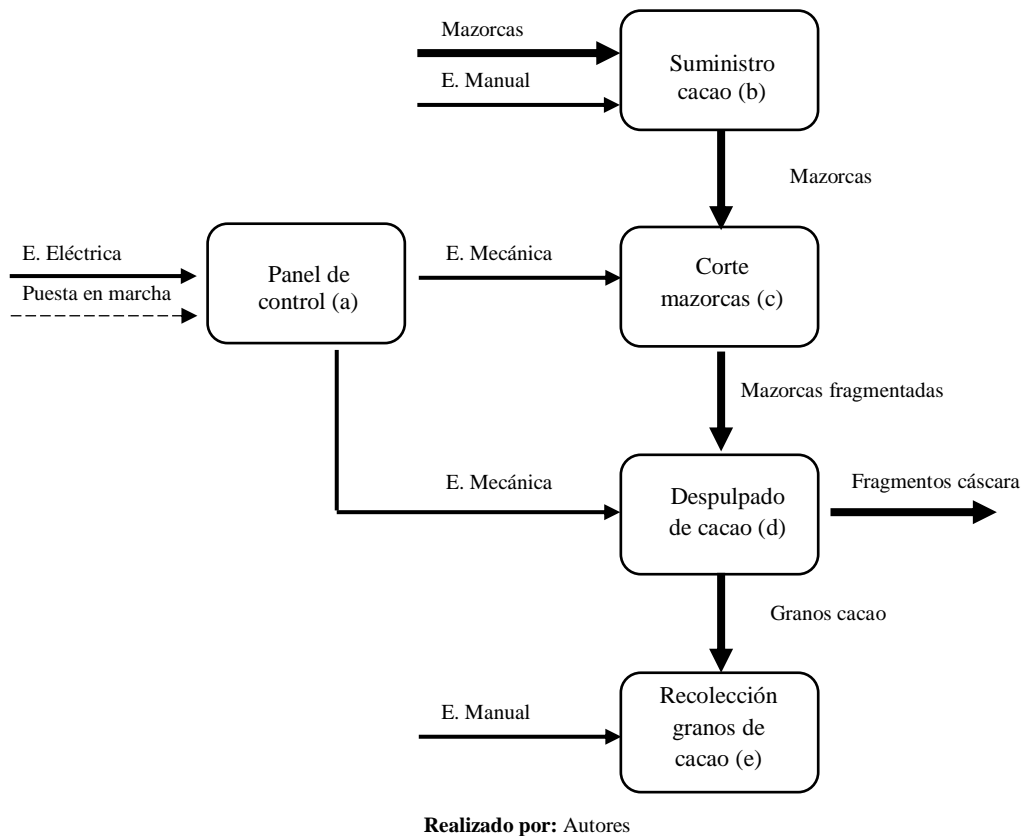 Mazorcas
E. Manual
Suministro
cacao (b)
Mazorcas
E. Eléctrica
Puesta en marcha
Panel de
control (a)
E. Mecánica
Corte
mazorcas (c)
Mazorcas fragmentadas
E. Mecánica
Despulpado
de cacao (d)
Fragmentos cáscara
Granos cacao
E. Manual
Recolección
granos de
cacao (e)
Realizado por: Autores